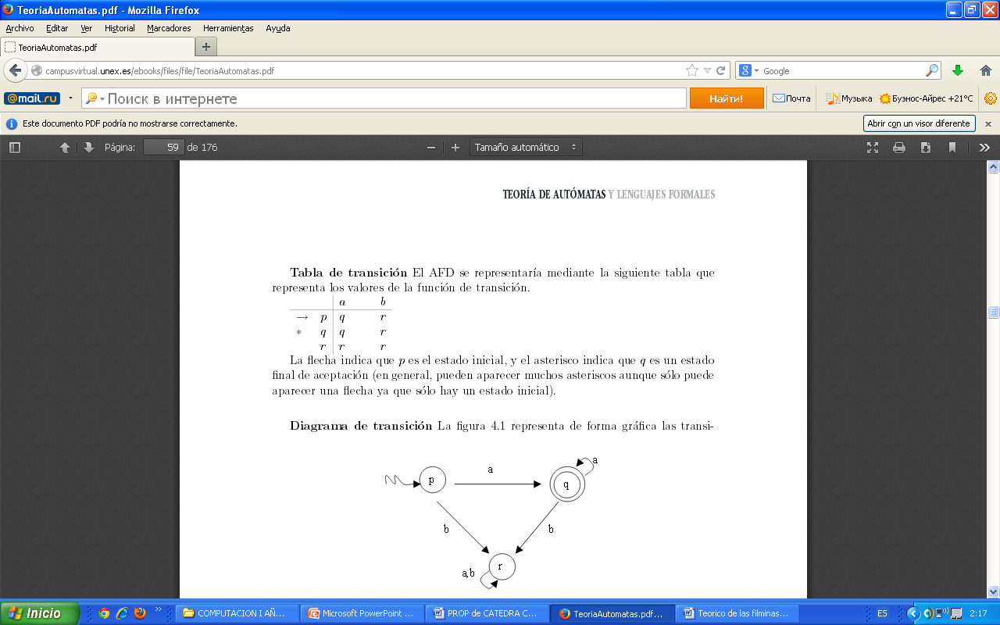 TeoriaAutomatas.pdf - Mozilla Firefox
Archivo Editar Ver Historial Marcadores Herramientas Ayuda
TeoriaAutomatas.pdf +
campusvirtual.unex.es/ebooks/files/file/TeoriaAutomatas.pdf Google
@mail.ru Поиск в интернете Найти! Почта Музыка Буэнос-Айрес +21°C
Este documento PDF podría no mostrarse correctamente. Abrir con un visor diferente
Página: 59 de 176 Tamaño automático
TEORÍA DE AUTÓMATAS Y LENGUAJES FORMALES
Tabla de transición El AFD se representaría mediante la siguiente tabla que
representa los valores de la función de transición.
a b
→ p q r
* q q r
r r r
La flecha indica que p es el estado inicial, y el asterisco indica que q es un estado
final de aceptación (en general, pueden aparecer muchos asteriscos aunque sólo puede
aparecer una flecha ya que sólo hay un estado inicial).
Diagrama de transición La figura 4.1 representa de forma gráfica las transi-
a
p a q
b b
r
a,b
Inicio COMPUTACION I AÑ... Microsoft PowerPoint ... PROP de CATEDRA C... TeoriaAutomatas.pdf... Teorico de las filminas... ES 2:17